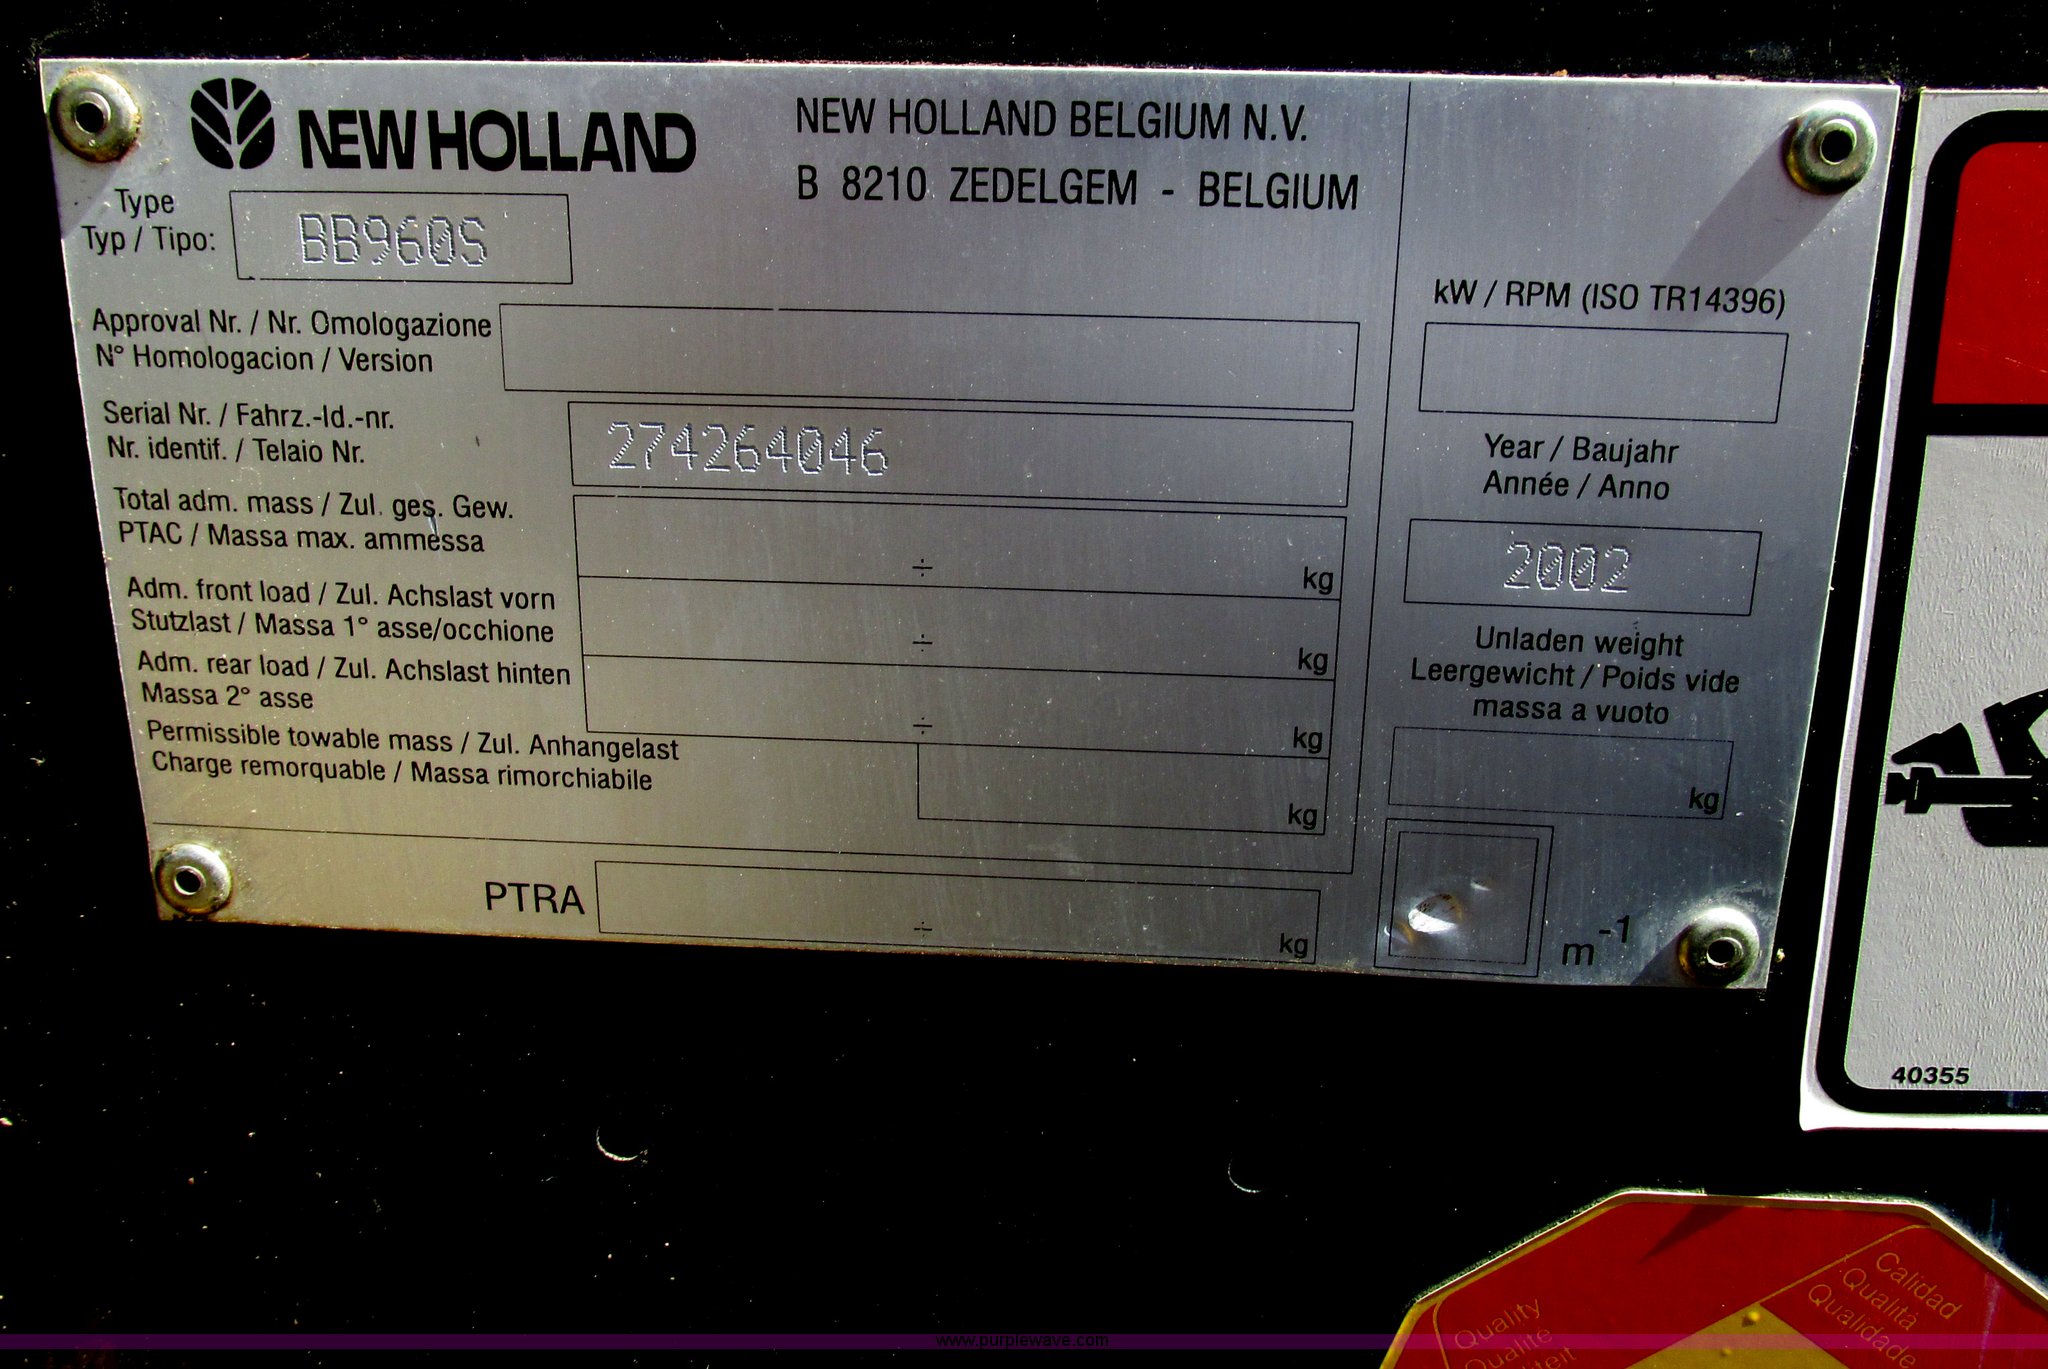 NEW HOLLAND
NEW HOLLAND BELGIUM N.V.
B 8210 ZEDELGEM - BELGIUM
Type
Typ / Tipo:
BB960S
Approval Nr. / Nr. Omologazione
N° Homologacion / Version
Serial Nr. / Fahrz.-Id.-nr.
Nr. identif. / Telaio Nr.
274264046
Total adm. mass / Zul. ges. Gew.
PTAC / Massa max. ammessa
÷ kg
Adm. front load / Zul. Achslast vorn
Stutzlast / Massa 1° asse/occhione
÷ kg
Adm. rear load / Zul. Achslast hinten
Massa 2° asse
÷ kg
Permissible towable mass / Zul. Anhangelast
Charge remorquable / Massa rimorchiabile
kg
PTRA
÷ kg
kW / RPM (ISO TR14396)
Year / Baujahr
Année / Anno
2002
Unladen weight
Leergewicht / Poids vide
massa a vuoto
kg
m-1
40355
Quality
Qualité
Calidad
Qualità
Qualidade
www.purplewave.com